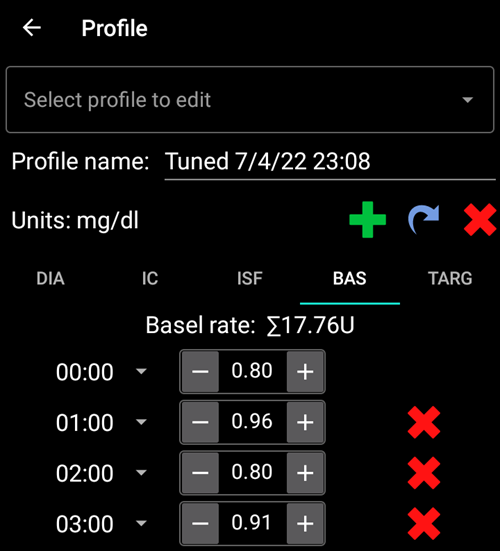 Profile
Select profile to edit
Profile name: Tuned 7/4/22 23:08
Units: mg/dl
DIA IC ISF BAS TARG
Basel rate: ∑17.76U
00:00 − 0.80 +
01:00 − 0.96 +
02:00 − 0.80 +
03:00 − 0.91 +